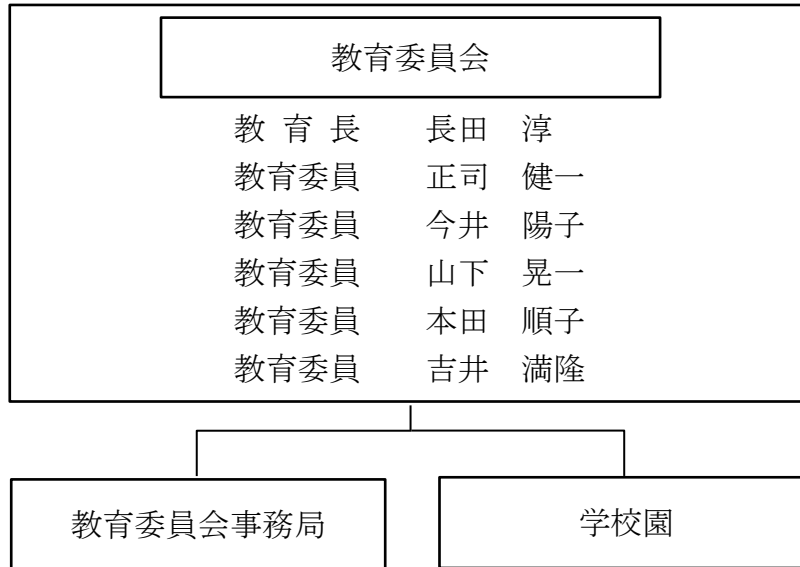 教育委員会
教 育 長　長田　淳
教育委員　正司　健一
教育委員　今井　陽子
教育委員　山下　晃一
教育委員　本田　順子
教育委員　吉井　満隆
教育委員会事務局
学校園